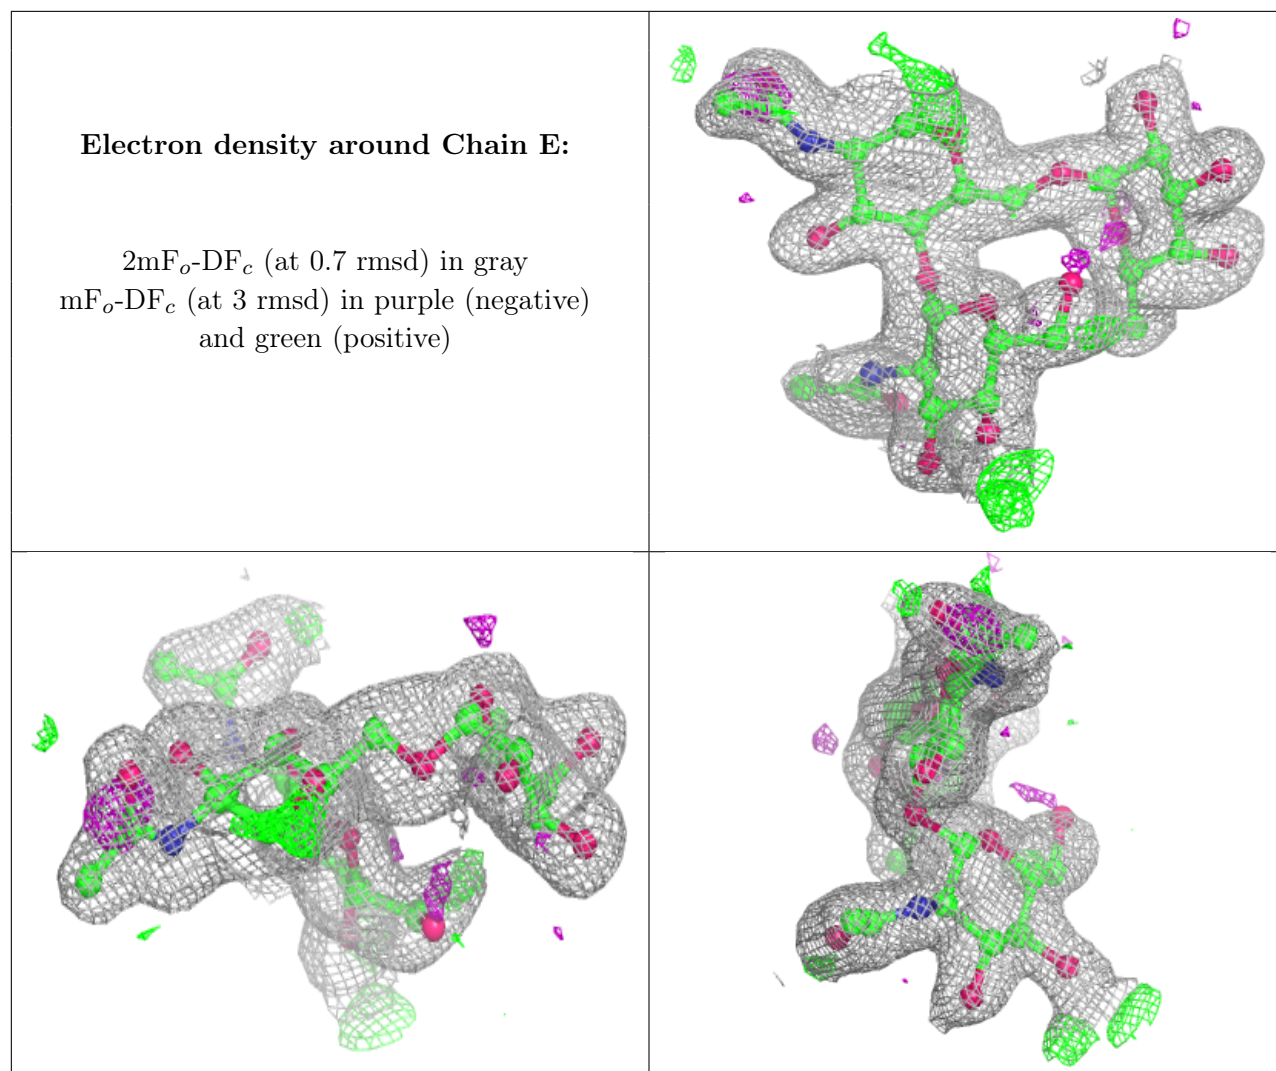 Electron density around Chain E:
2mFₒ-DF𝒸 (at 0.7 rmsd) in gray
mFₒ-DF𝒸 (at 3 rmsd) in purple (negative)
and green (positive)